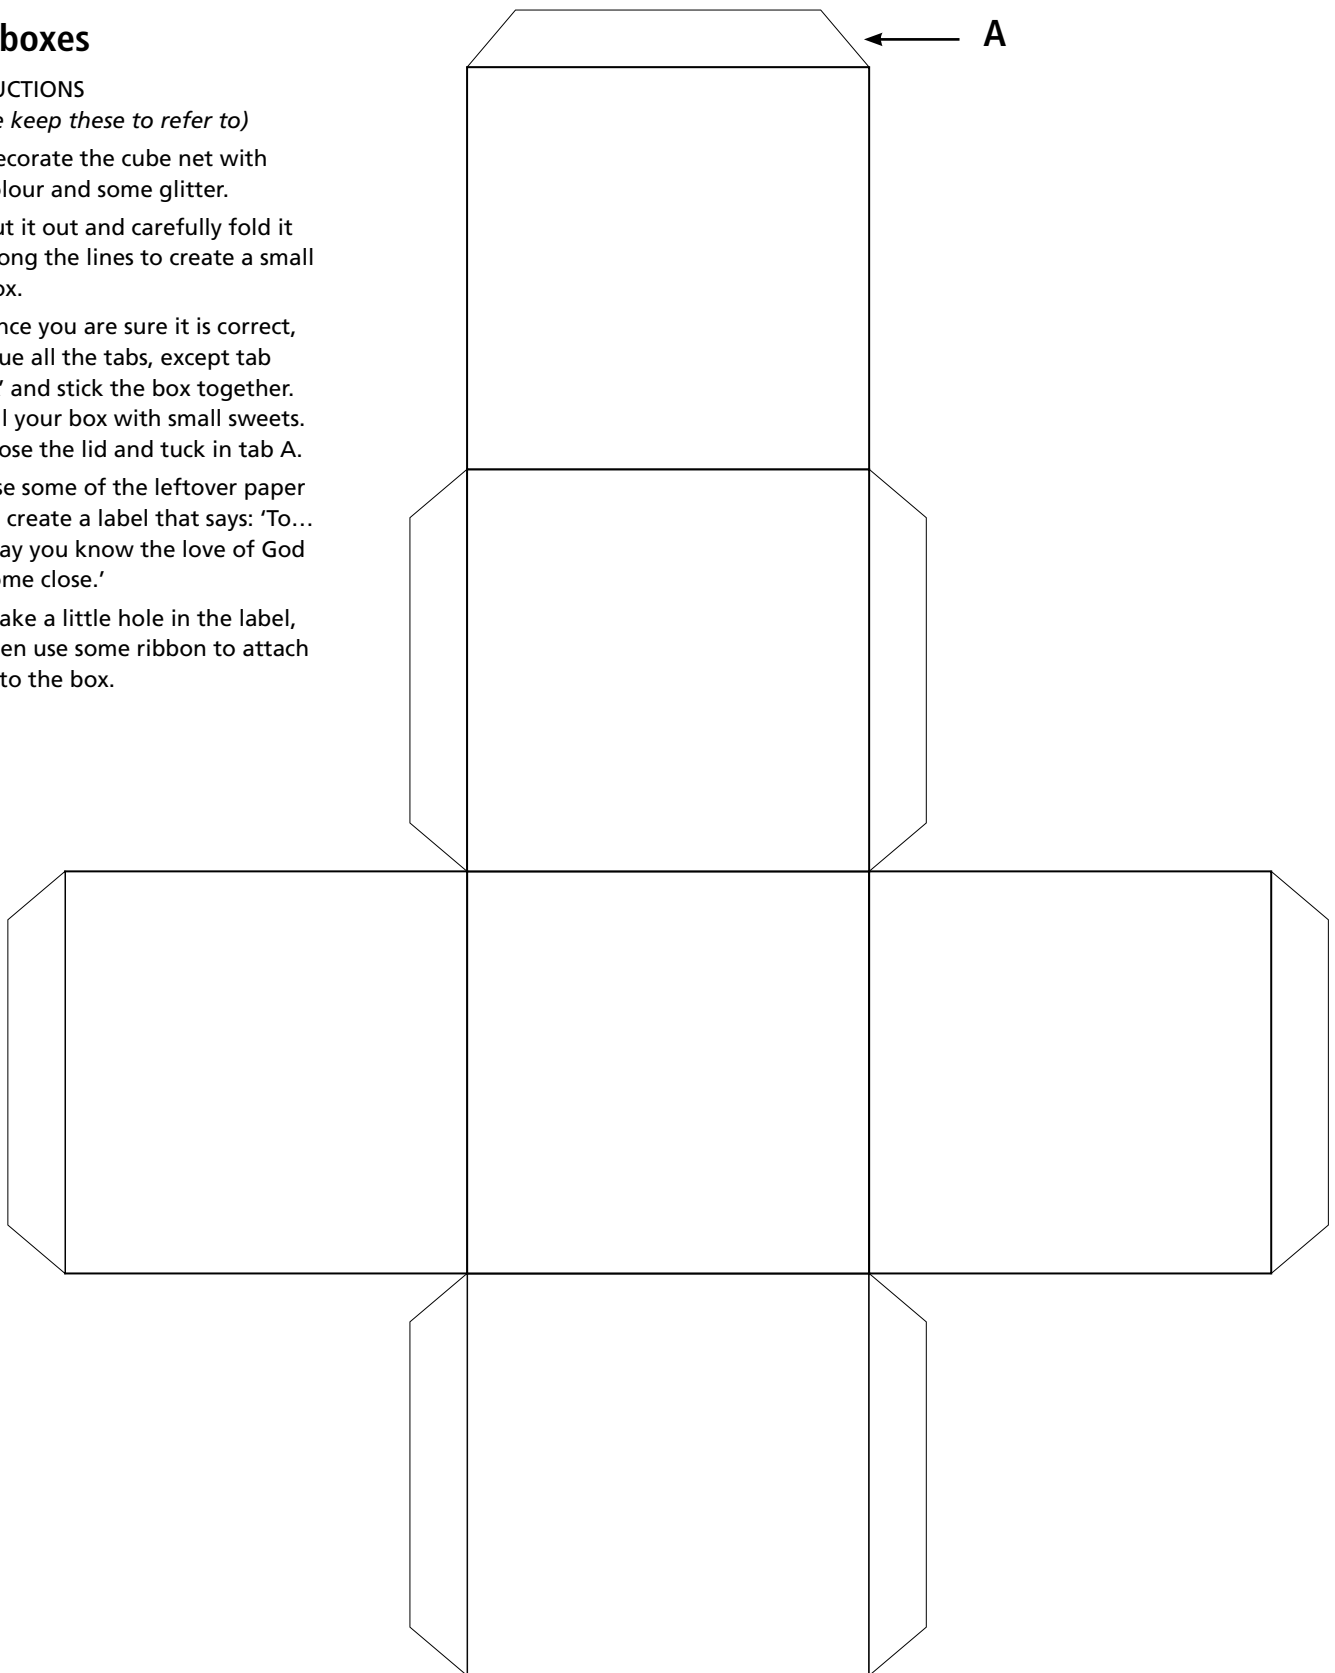 boxes
A
UCTIONS
e keep these to refer to)
ecorate the cube net with
olour and some glitter.
ut it out and carefully fold it
ong the lines to create a small
ox.
nce you are sure it is correct,
ue all the tabs, except tab
’ and stick the box together.
l your box with small sweets.
ose the lid and tuck in tab A.
se some of the leftover paper
create a label that says: ‘To…
ay you know the love of God
ome close.’
ake a little hole in the label,
en use some ribbon to attach
to the box.